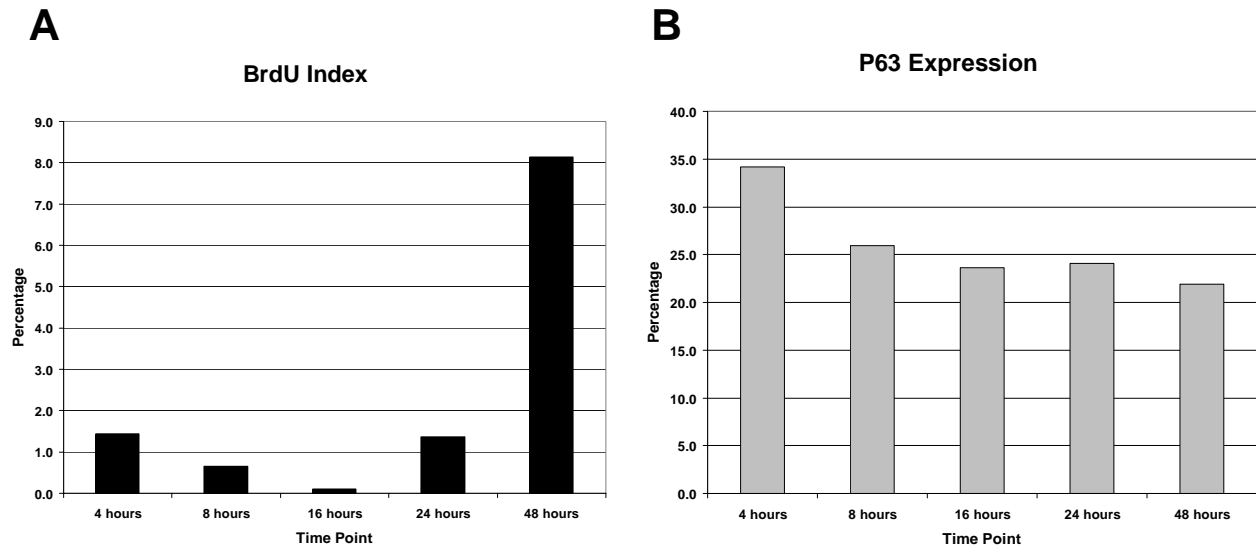 A
BrdU Index
9.0
8.0
7.0
6.0
5.0
4.0
3.0
2.0
1.0
0.0
Percentage
4 hours 8 hours 16 hours 24 hours 48 hours
Time Point
B
P63 Expression
40.0
35.0
30.0
25.0
20.0
15.0
10.0
5.0
0.0
Percentage
4 hours 8 hours 16 hours 24 hours 48 hours
Time Point